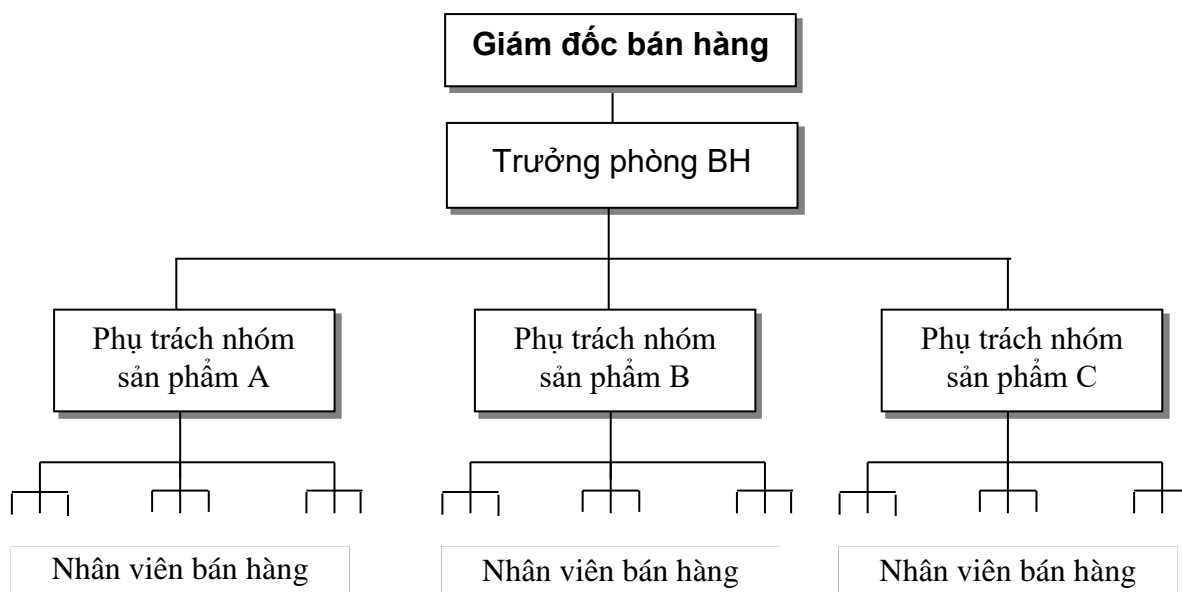 Giám đốc bán hàng
Trưởng phòng BH
Phụ trách nhóm
sản phẩm A
Phụ trách nhóm
sản phẩm B
Phụ trách nhóm
sản phẩm C
Nhân viên bán hàng
Nhân viên bán hàng
Nhân viên bán hàng